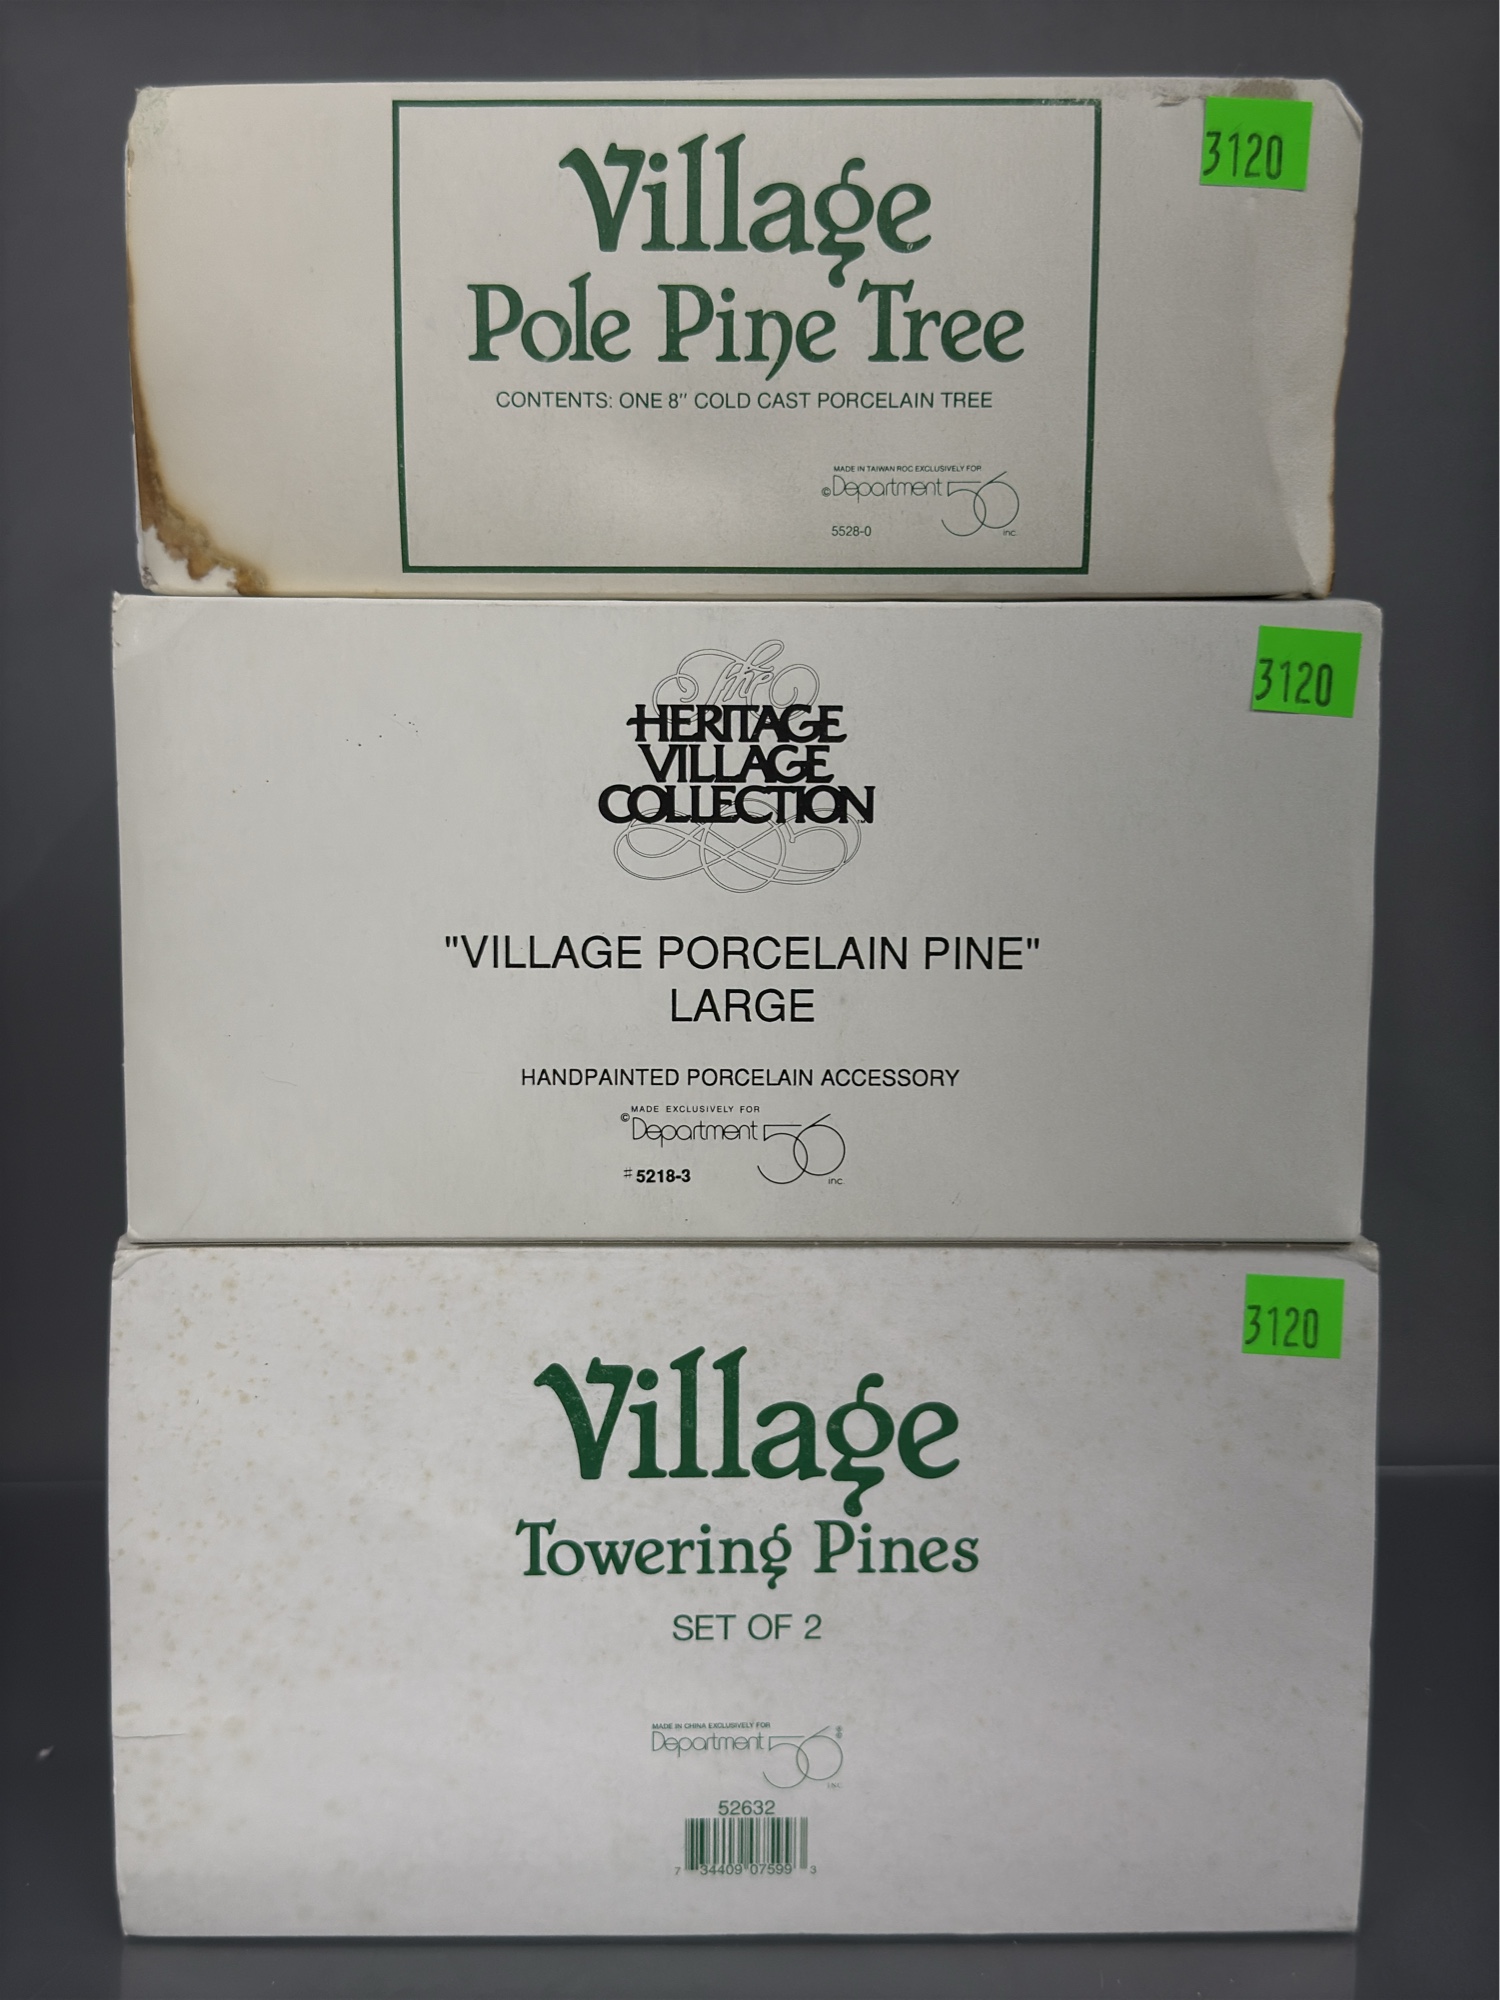 3120
Village
Pole Pine Tree
CONTENTS: ONE 8" COLD CAST PORCELAIN TREE
MADE IN TAIWAN ROC EXCLUSIVELY FOR
© Department 56 inc.
5528-0
3120
The
HERITAGE
VILLAGE
COLLECTION
"VILLAGE PORCELAIN PINE"
LARGE
HANDPAINTED PORCELAIN ACCESSORY
MADE EXCLUSIVELY FOR
© Department 56 inc.
#5218-3
3120
Village
Towering Pines
SET OF 2
MADE IN CHINA EXCLUSIVELY FOR
Department 56 ® INC.
52632
7 34409 07599 3